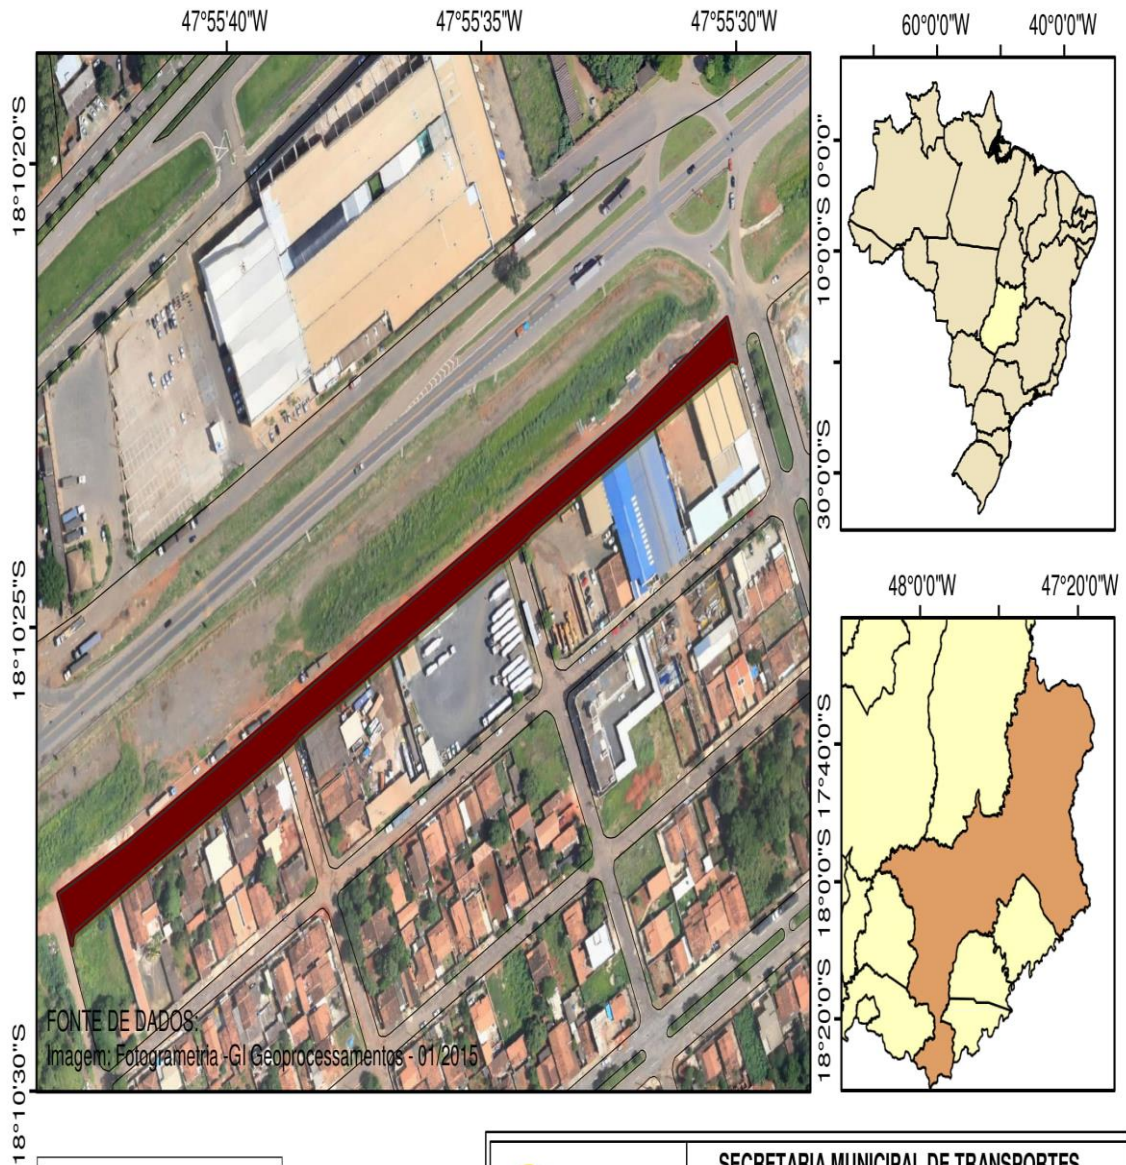 47°55'40"W 47°55'35"W 47°55'30"W
60°0'0"W 40°0'0"W
18°10'20"S
0°0'0"
10°0'0"S
30°0'0"S
48°0'0"W 47°20'0"W
18°10'25"S
17°40'0"S
18°0'0"S
18°20'0"S
FONTE DE DADOS:
Imagem: Fotogrametria -GI Geoprocessamentos - 01/2015
18°10'30"S
SECRETARIA MUNICIPAL DE TRANSPORTES